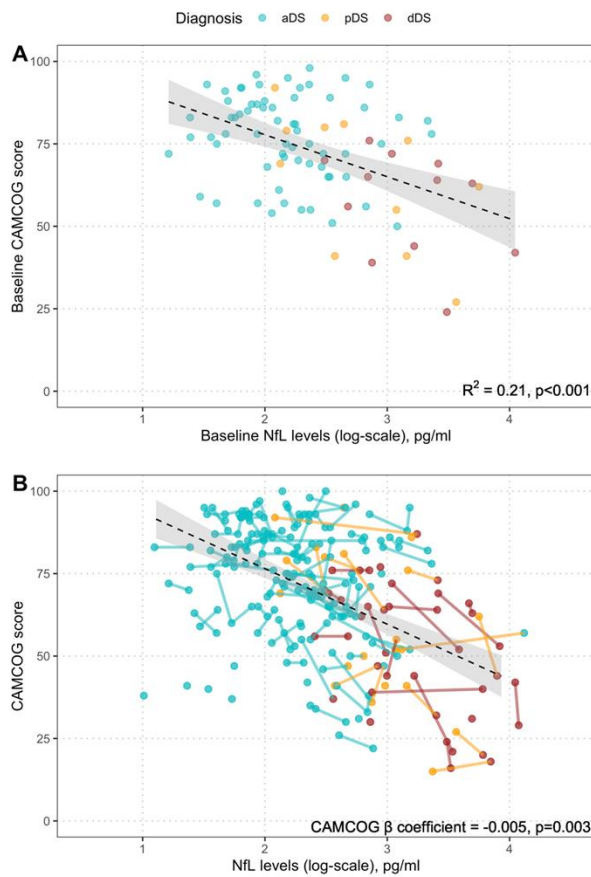 Diagnosis aDS pDS dDS
A
100
75
50
25
0
Baseline CAMCOG score
R² = 0.21, p<0.001
1 2 3 4
Baseline NfL levels (log-scale), pg/ml
B
100
75
50
25
0
CAMCOG score
CAMCOG β coefficient = -0.005, p=0.003
1 2 3 4
NfL levels (log-scale), pg/ml